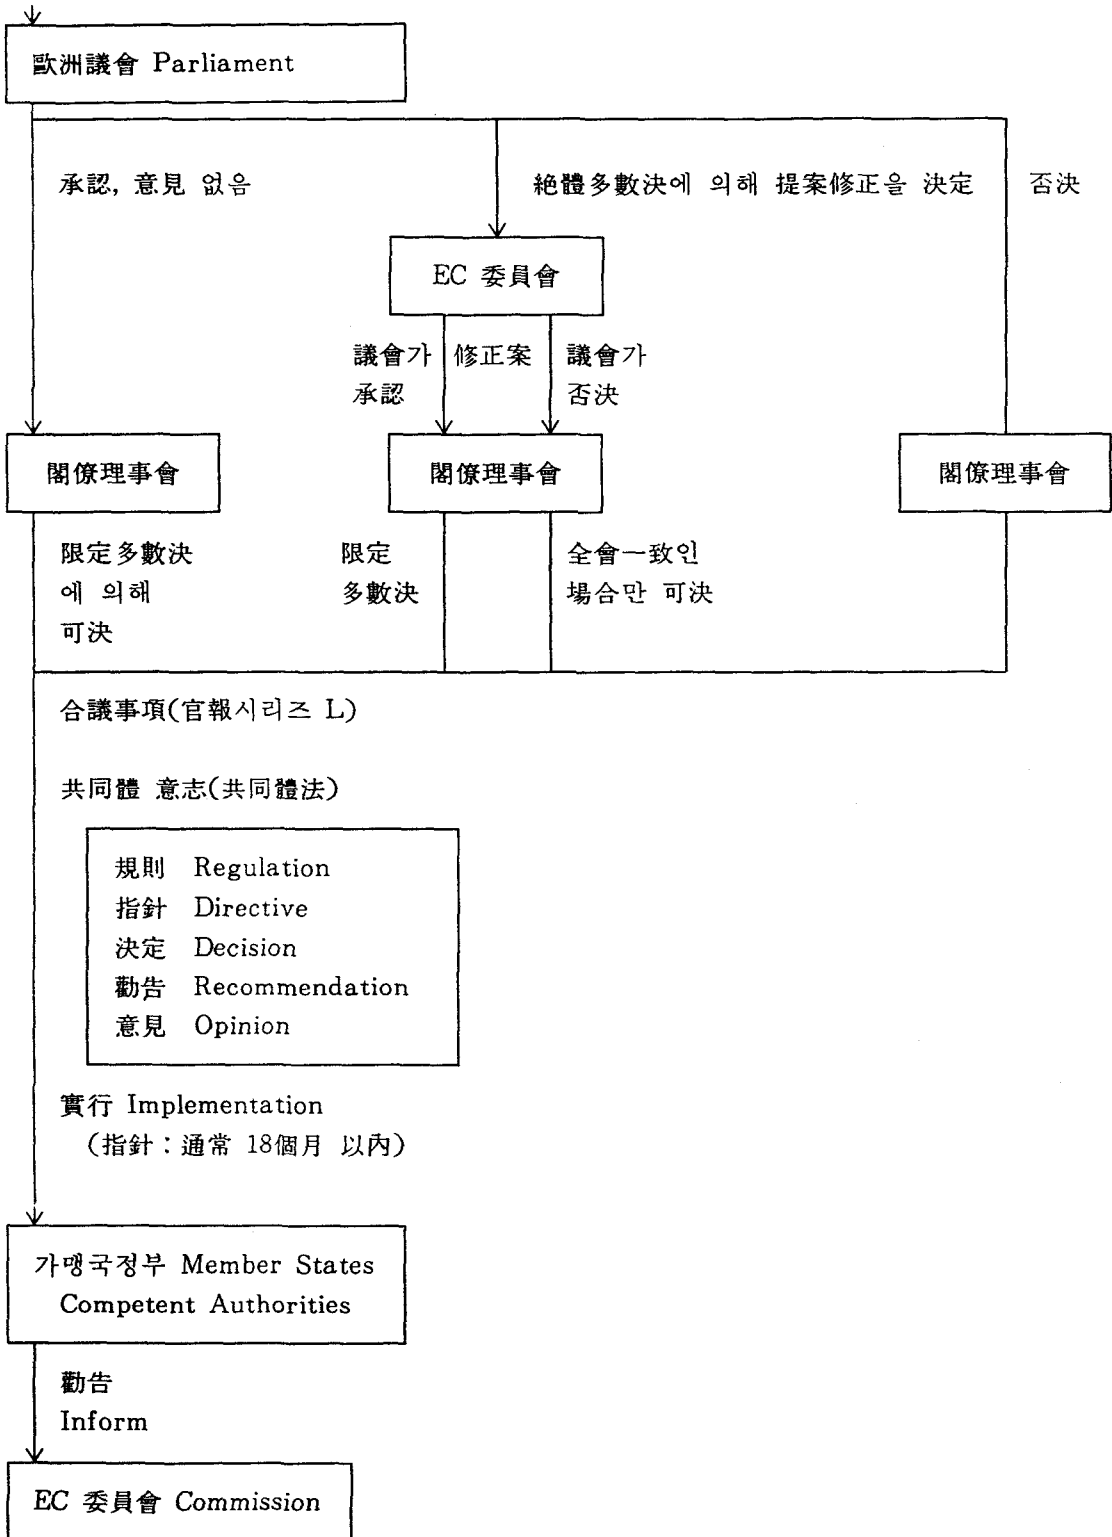 歐洲議會 Parliament
承認, 意見 없음
絶體多數決에 의해 提案修正을 決定
否決
EC 委員會
議會가
承認
修正案
議會가
否決
閣僚理事會
閣僚理事會
閣僚理事會
限定多數決
에 의해
可決
限定
多數決
全會一致인
場合만 可決
合議事項(官報시리즈 L)
共同體 意志(共同體法)
規則 Regulation
指針 Directive
決定 Decision
勸告 Recommendation
意見 Opinion
實行 Implementation
(指針：通常 18個月 以內)
가맹국정부 Member States
Competent Authorities
勸告
Inform
EC 委員會 Commission